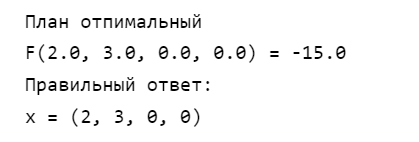 План отпимальный
F(2.0, 3.0, 0.0, 0.0) = -15.0
Правильный ответ:
x = (2, 3, 0, 0)